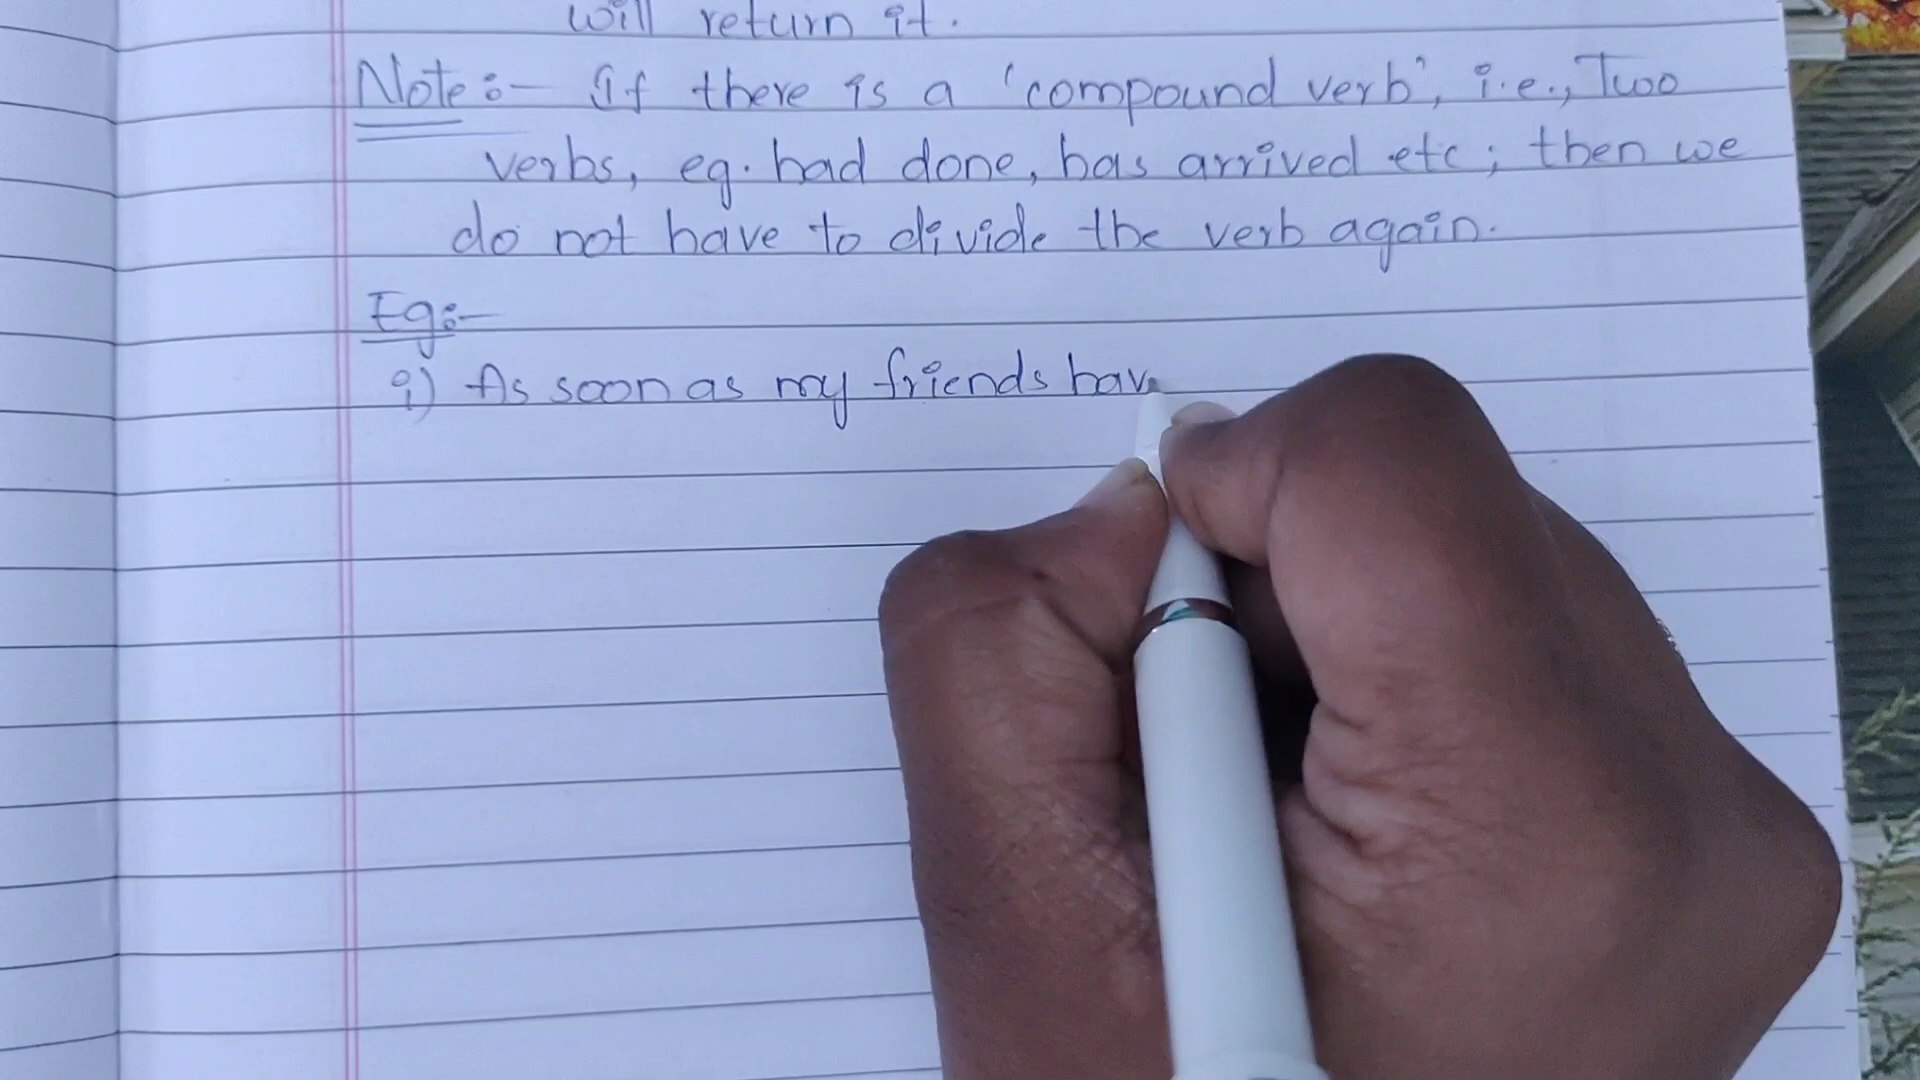 will return it.
Note:- If there is a 'compound verb', i.e., Two
verbs, eg. had done, has arrived etc; then we
do not have to divide the verb again.
Eg:-
i) As soon as my friends hav